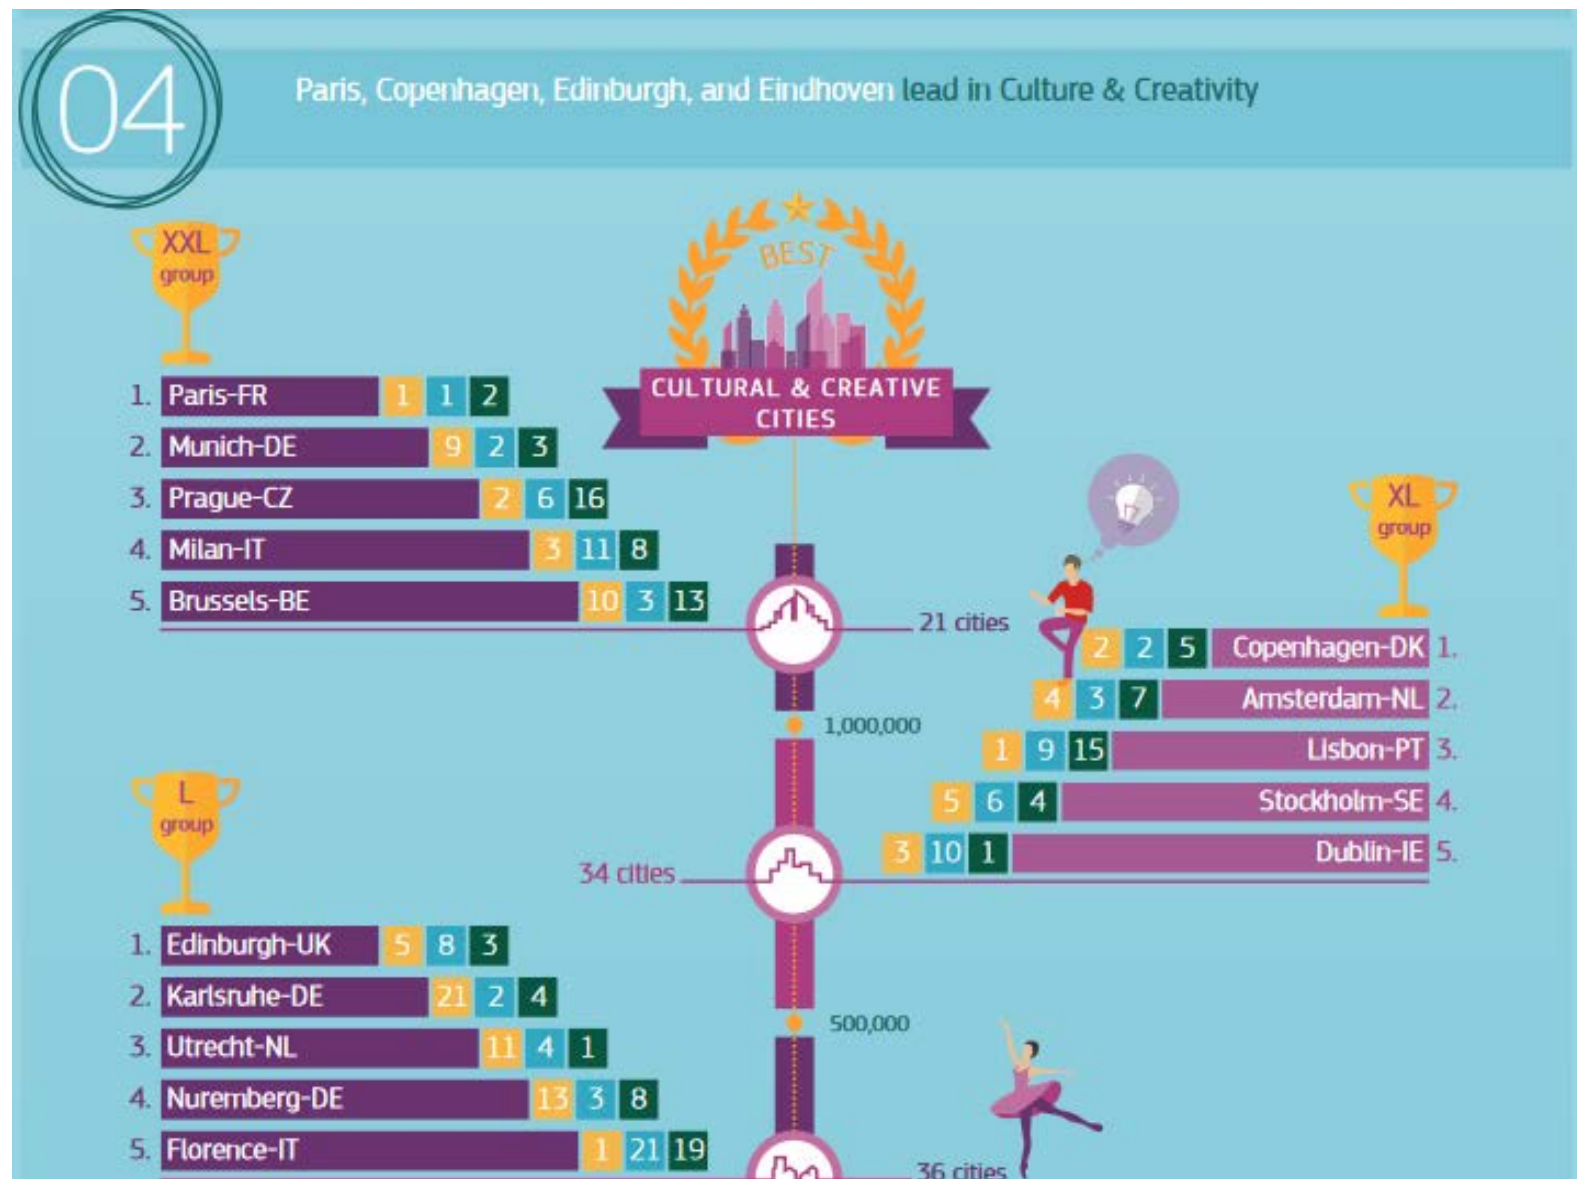 04
Paris, Copenhagen, Edinburgh, and Eindhoven lead in Culture & Creativity
XXL
group
BEST
CULTURAL & CREATIVE
CITIES
1. Paris-FR 1 1 2
2. Munich-DE 9 2 3
3. Prague-CZ 2 6 16
4. Milan-IT 3 11 8
5. Brussels-BE 10 3 13
21 cities
XL
group
2 2 5 Copenhagen-DK 1.
4 3 7 Amsterdam-NL 2.
1 9 15 Lisbon-PT 3.
5 6 4 Stockholm-SE 4.
3 10 1 Dublin-IE 5.
1,000,000
34 cities
L
group
1. Edinburgh-UK 5 8 3
2. Karlsruhe-DE 21 2 4
3. Utrecht-NL 11 4 1
4. Nuremberg-DE 13 3 8
5. Florence-IT 1 21 19
500,000
36 cities